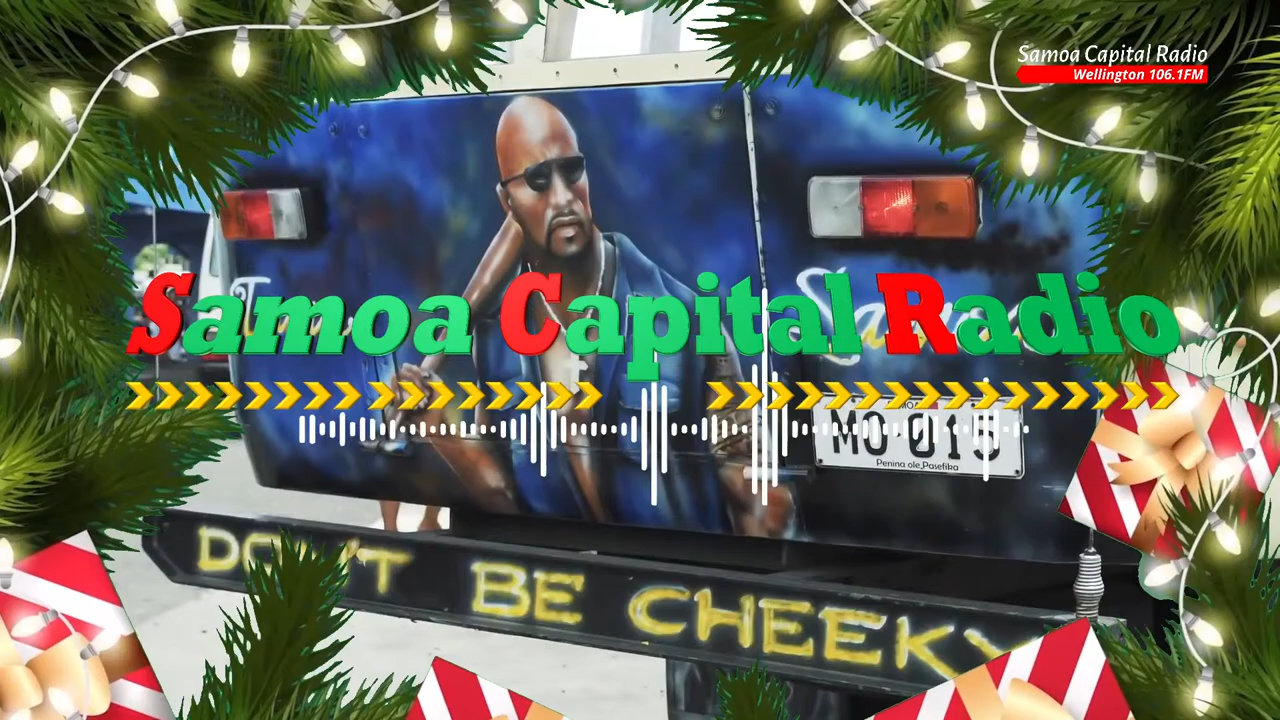 Samoa Capital Radio
Wellington 106.1FM
Samoa Capital Radio
MO 015
Penina ole,Pasefika
DON'T BE CHEEKY